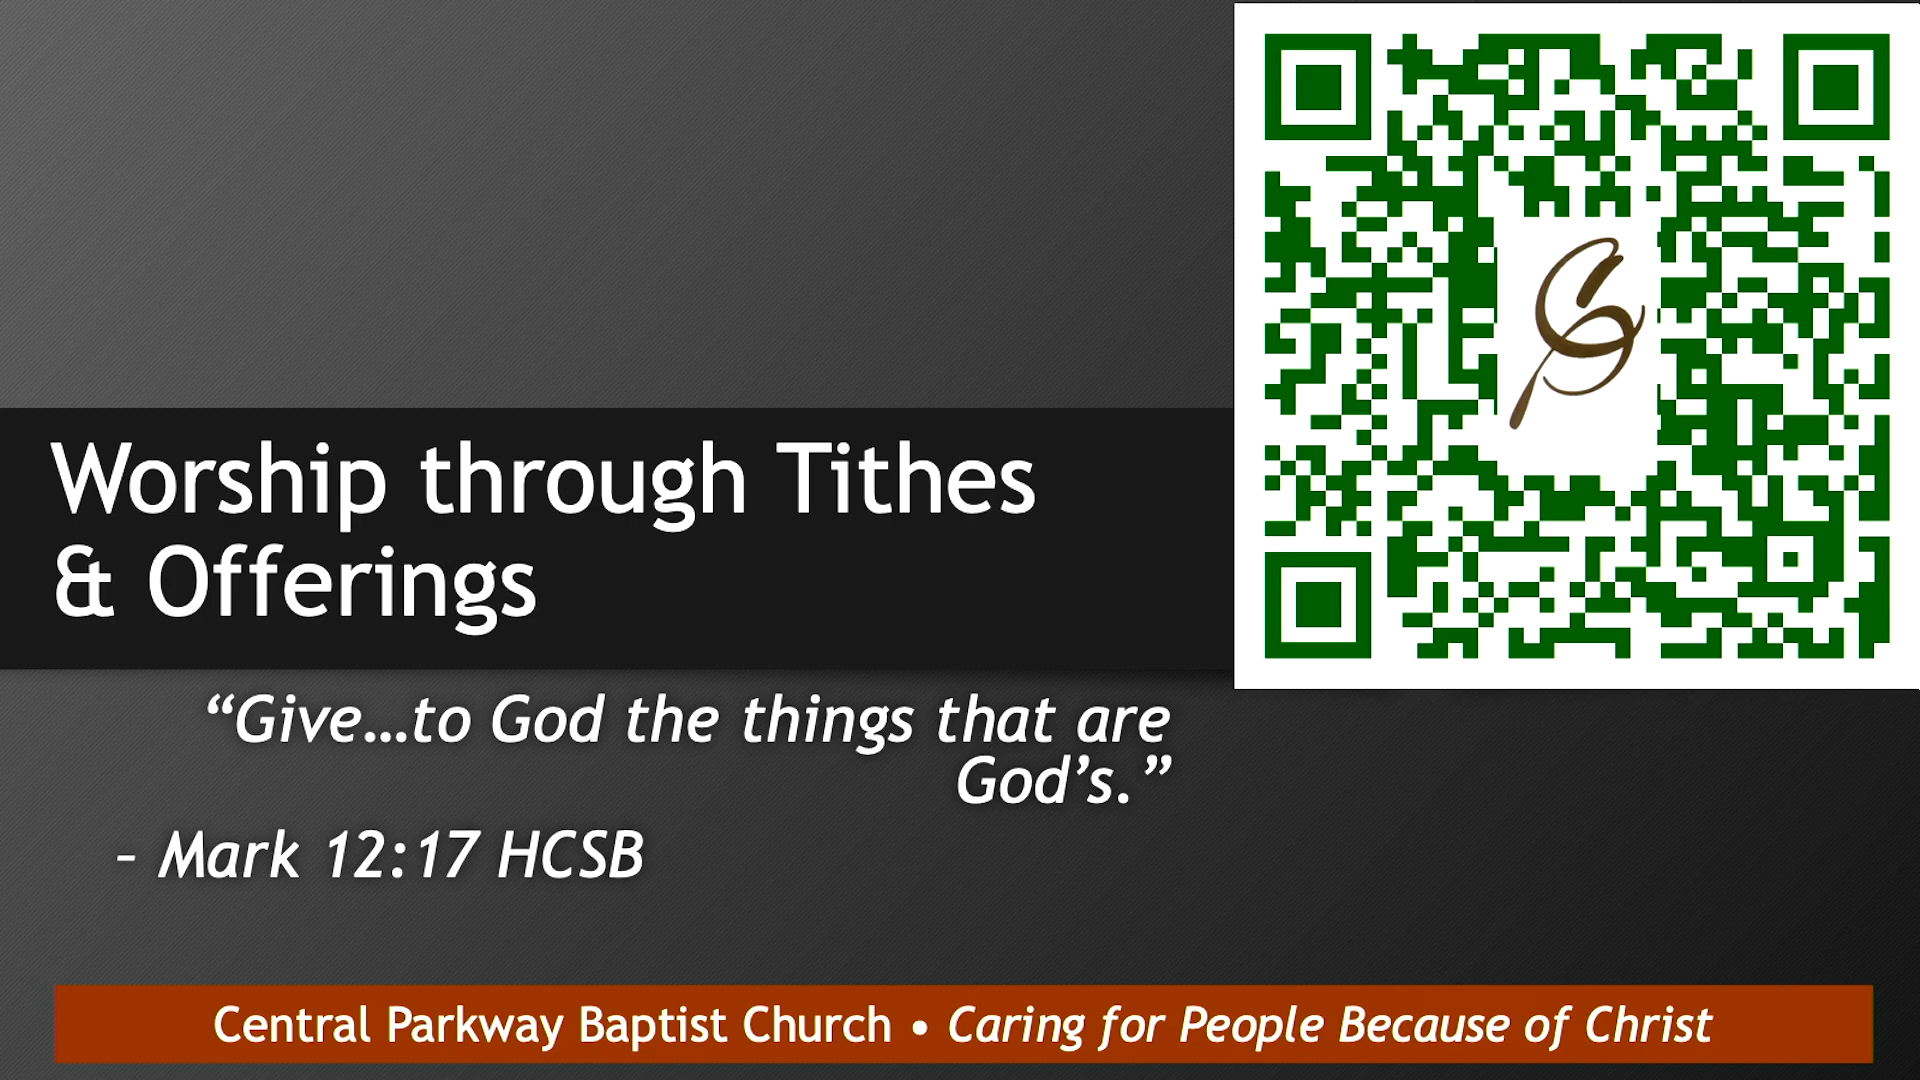 Worship through Tithes
& Offerings
“Give…to God the things that are
God’s.”
– Mark 12:17 HCSB
Central Parkway Baptist Church • Caring for People Because of Christ